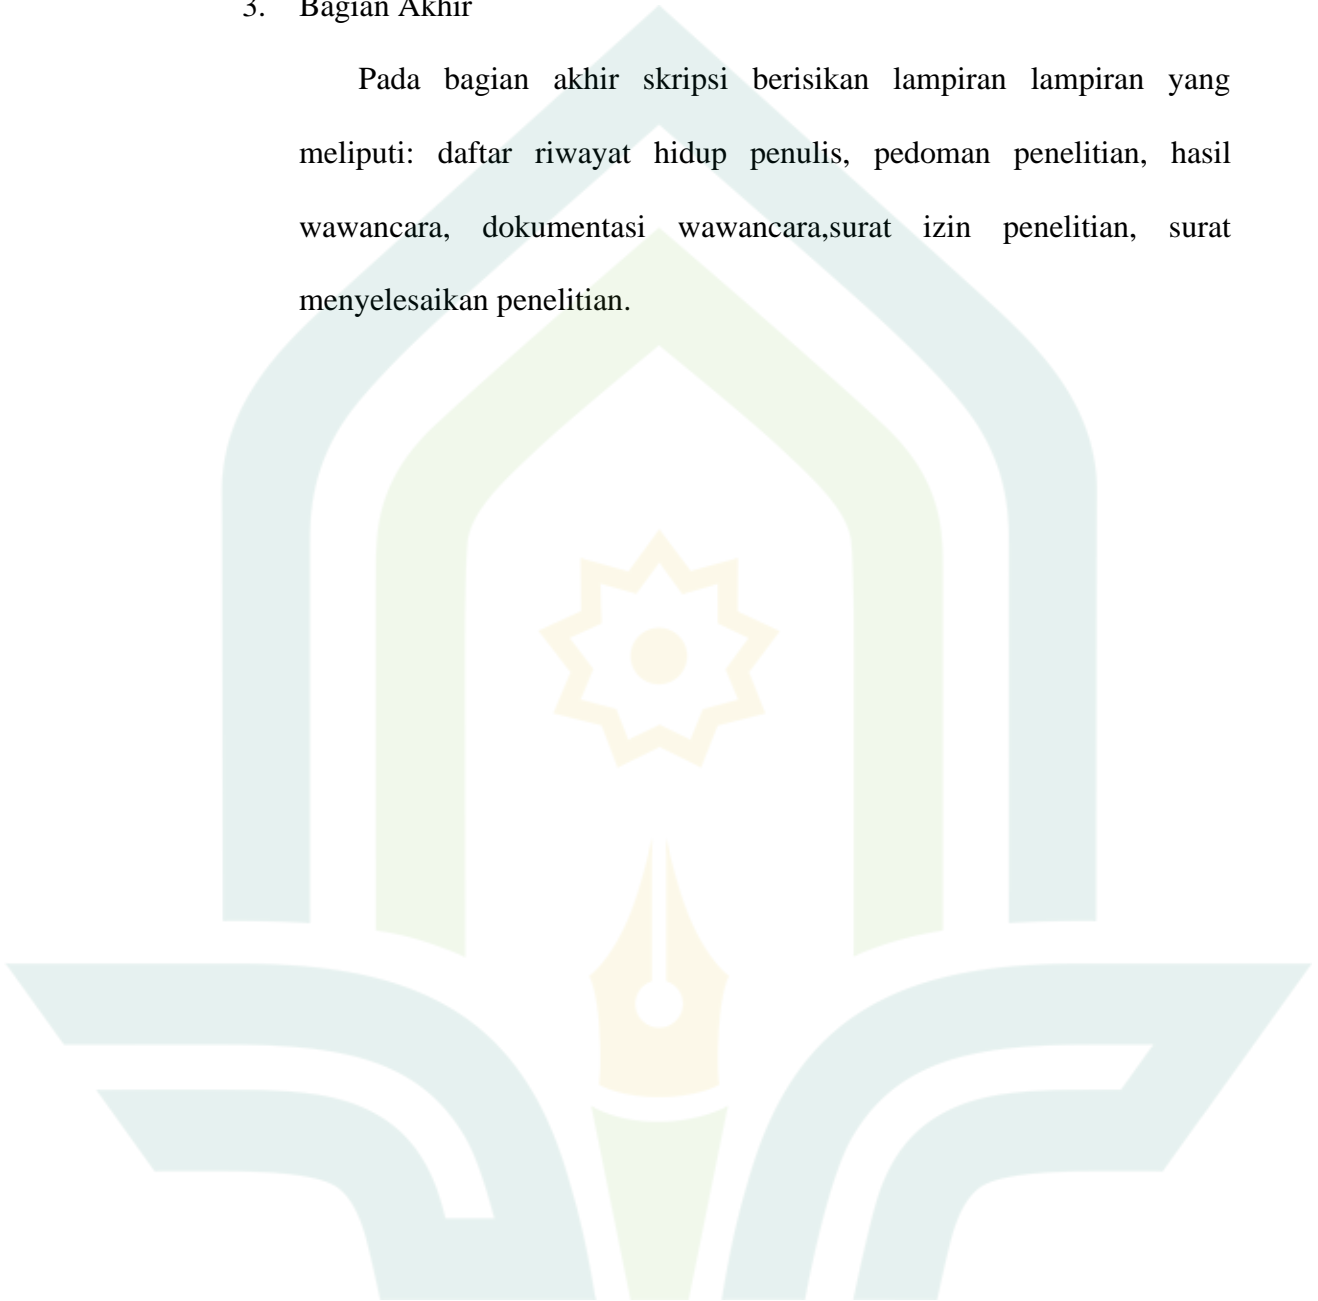 3. Bagian Akhir
Pada bagian akhir skripsi berisikan lampiran lampiran yang
meliputi: daftar riwayat hidup penulis, pedoman penelitian, hasil
wawancara, dokumentasi wawancara,surat izin penelitian, surat
menyelesaikan penelitian.